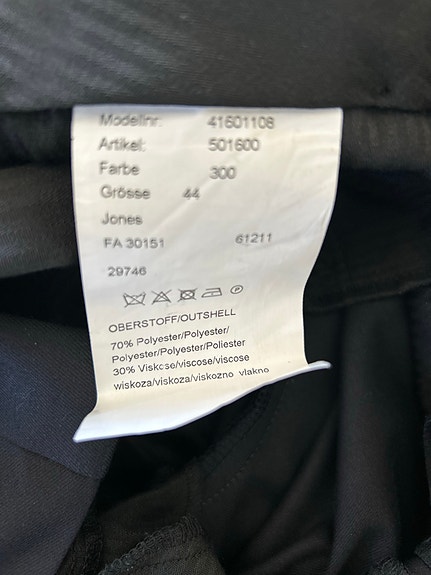 Modellnr. 41601108
Artikel: 501600
Farbe 300
Grösse 44
Jones
FA 30151 61211
29746
P
OBERSTOFF/OUTSHELL
70% Polyester/Polyester/
Polyester/Polyester/Poliester
30% Viskose/viscose/viscose
wiskoza/viskoza/viskozno vlakno